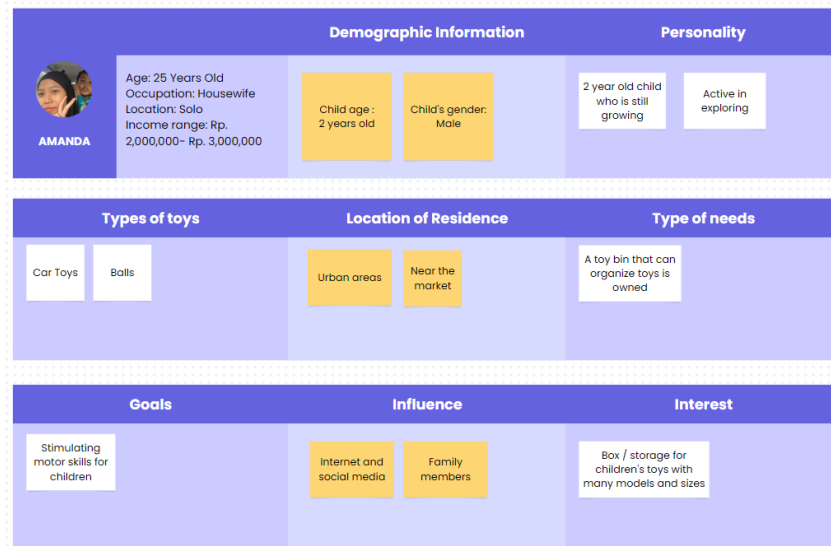 Demographic Information
Personality
AMANDA
Age: 25 Years Old
Occupation: Housewife
Location: Solo
Income range: Rp.
2,000,000- Rp. 3,000,000
Child age :
2 years old
Child's gender:
Male
2 year old child
who is still
growing
Active in
exploring
Types of toys
Location of Residence
Type of needs
Car Toys
Balls
Urban areas
Near the
market
A toy bin that can
organize toys is
owned
Goals
Influence
Interest
Stimulating
motor skills for
children
Internet and
social media
Family
members
Box / storage for
children's toys with
many models and sizes